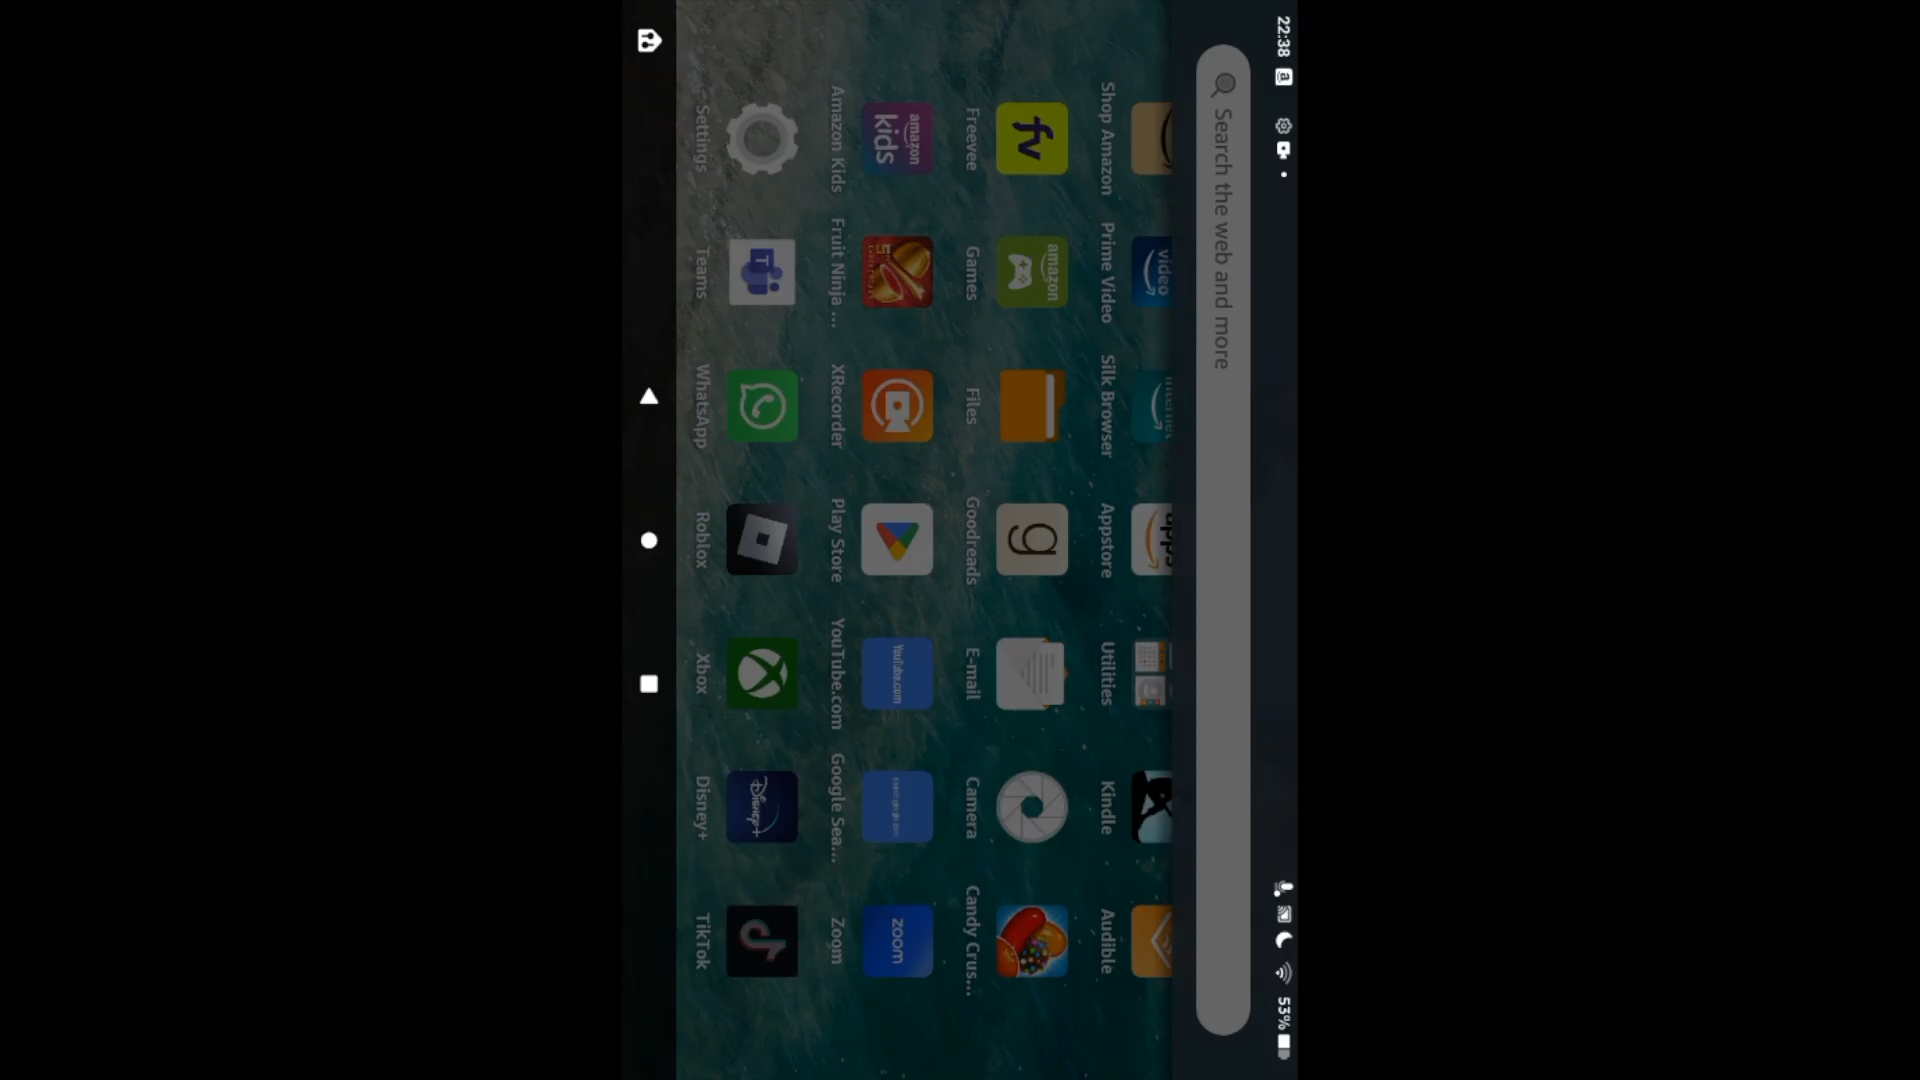 22:38
53%
Search the web and more
video
apps
Shop Amazon
Prime Video
Silk Browser
Appstore
Utilities
Kindle
Audible
fv
amazon
g
Freevee
Games
Files
Goodreads
E-mail
Camera
Candy Crus...
amazon
kids
YouTube.com
zoom
Amazon Kids
Fruit Ninja ...
XRecorder
Play Store
YouTube.com
Google Sea...
Zoom
T
Disney+
Settings
Teams
WhatsApp
Roblox
Xbox
Disney+
TikTok